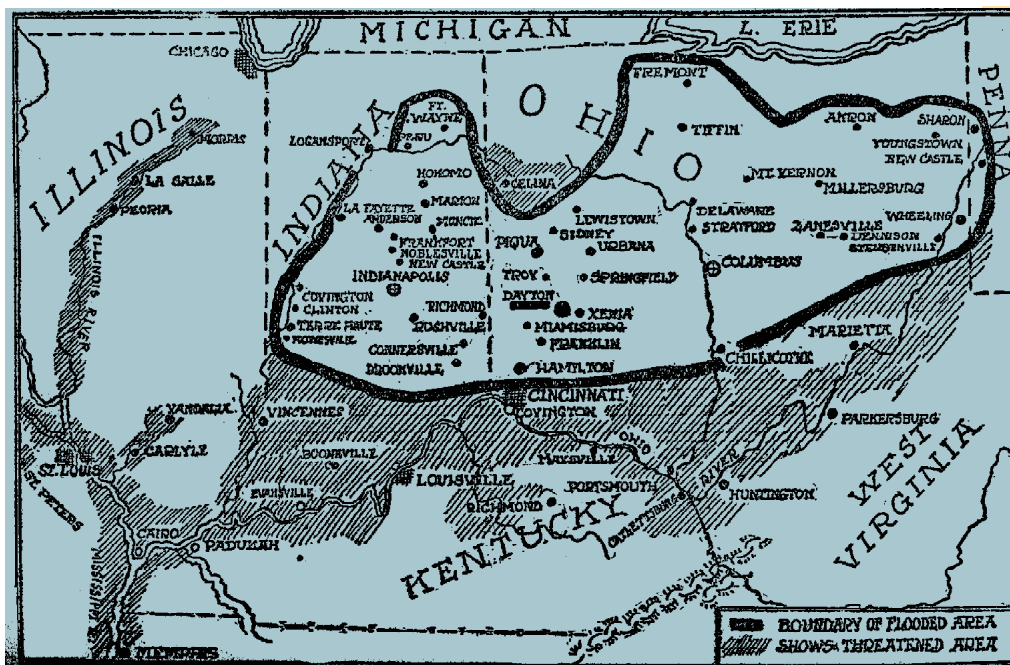 MICHIGAN
L. ERIE
CHICAGO
PENNA
OHIO
ILLINOIS
INDIANA
FREMONT
FT. WAYNE
PERU
LOGANSPORT
TIFFIN
AKRON
SHARON
YOUNGSTOWN
NEW CASTLE
MORRIS
LA SALLE
PEORIA
ILLINOIS RIVER
KOKOMO
MARION
LA FAYETTE
ANDERSON
MUNCIE
FRANKFORT
NOBLESVILLE
NEW CASTLE
INDIANAPOLIS
CELINA
MT. VERNON
MILLERSBURG
LEWISTOWN
SIDNEY
PIQUA
URBANA
DELAWARE
STRATFORD
ZANESVILLE
DENNISON
WHEELING
STEUBENVILLE
COLUMBUS
TROY
SPRINGFIELD
DAYTON
XENIA
MIAMISBURG
FRANKLIN
HAMILTON
COVINGTON
CLINTON
TERRE HAUTE
RICHMOND
RUSHVILLE
CONNERSVILLE
BROOKVILLE
MARIETTA
CHILLICOTHE
CINCINNATI
COVINGTON
VANDALIA
VINCENNES
PARKERSBURG
CARLYLE
ST. LOUIS
ST. PETERS
BOONEVILLE
EVANSVILLE
LOUISVILLE
MAYSVILLE
OHIO RIVER
PORTSMOUTH
HUNTINGTON
RICHMOND
CATLETTSBURG
WEST VIRGINIA
KENTUCKY
CAIRO
PADUKAH
MEMPHIS
BOUNDARY OF FLOODED AREA
SHOWS THREATENED AREA